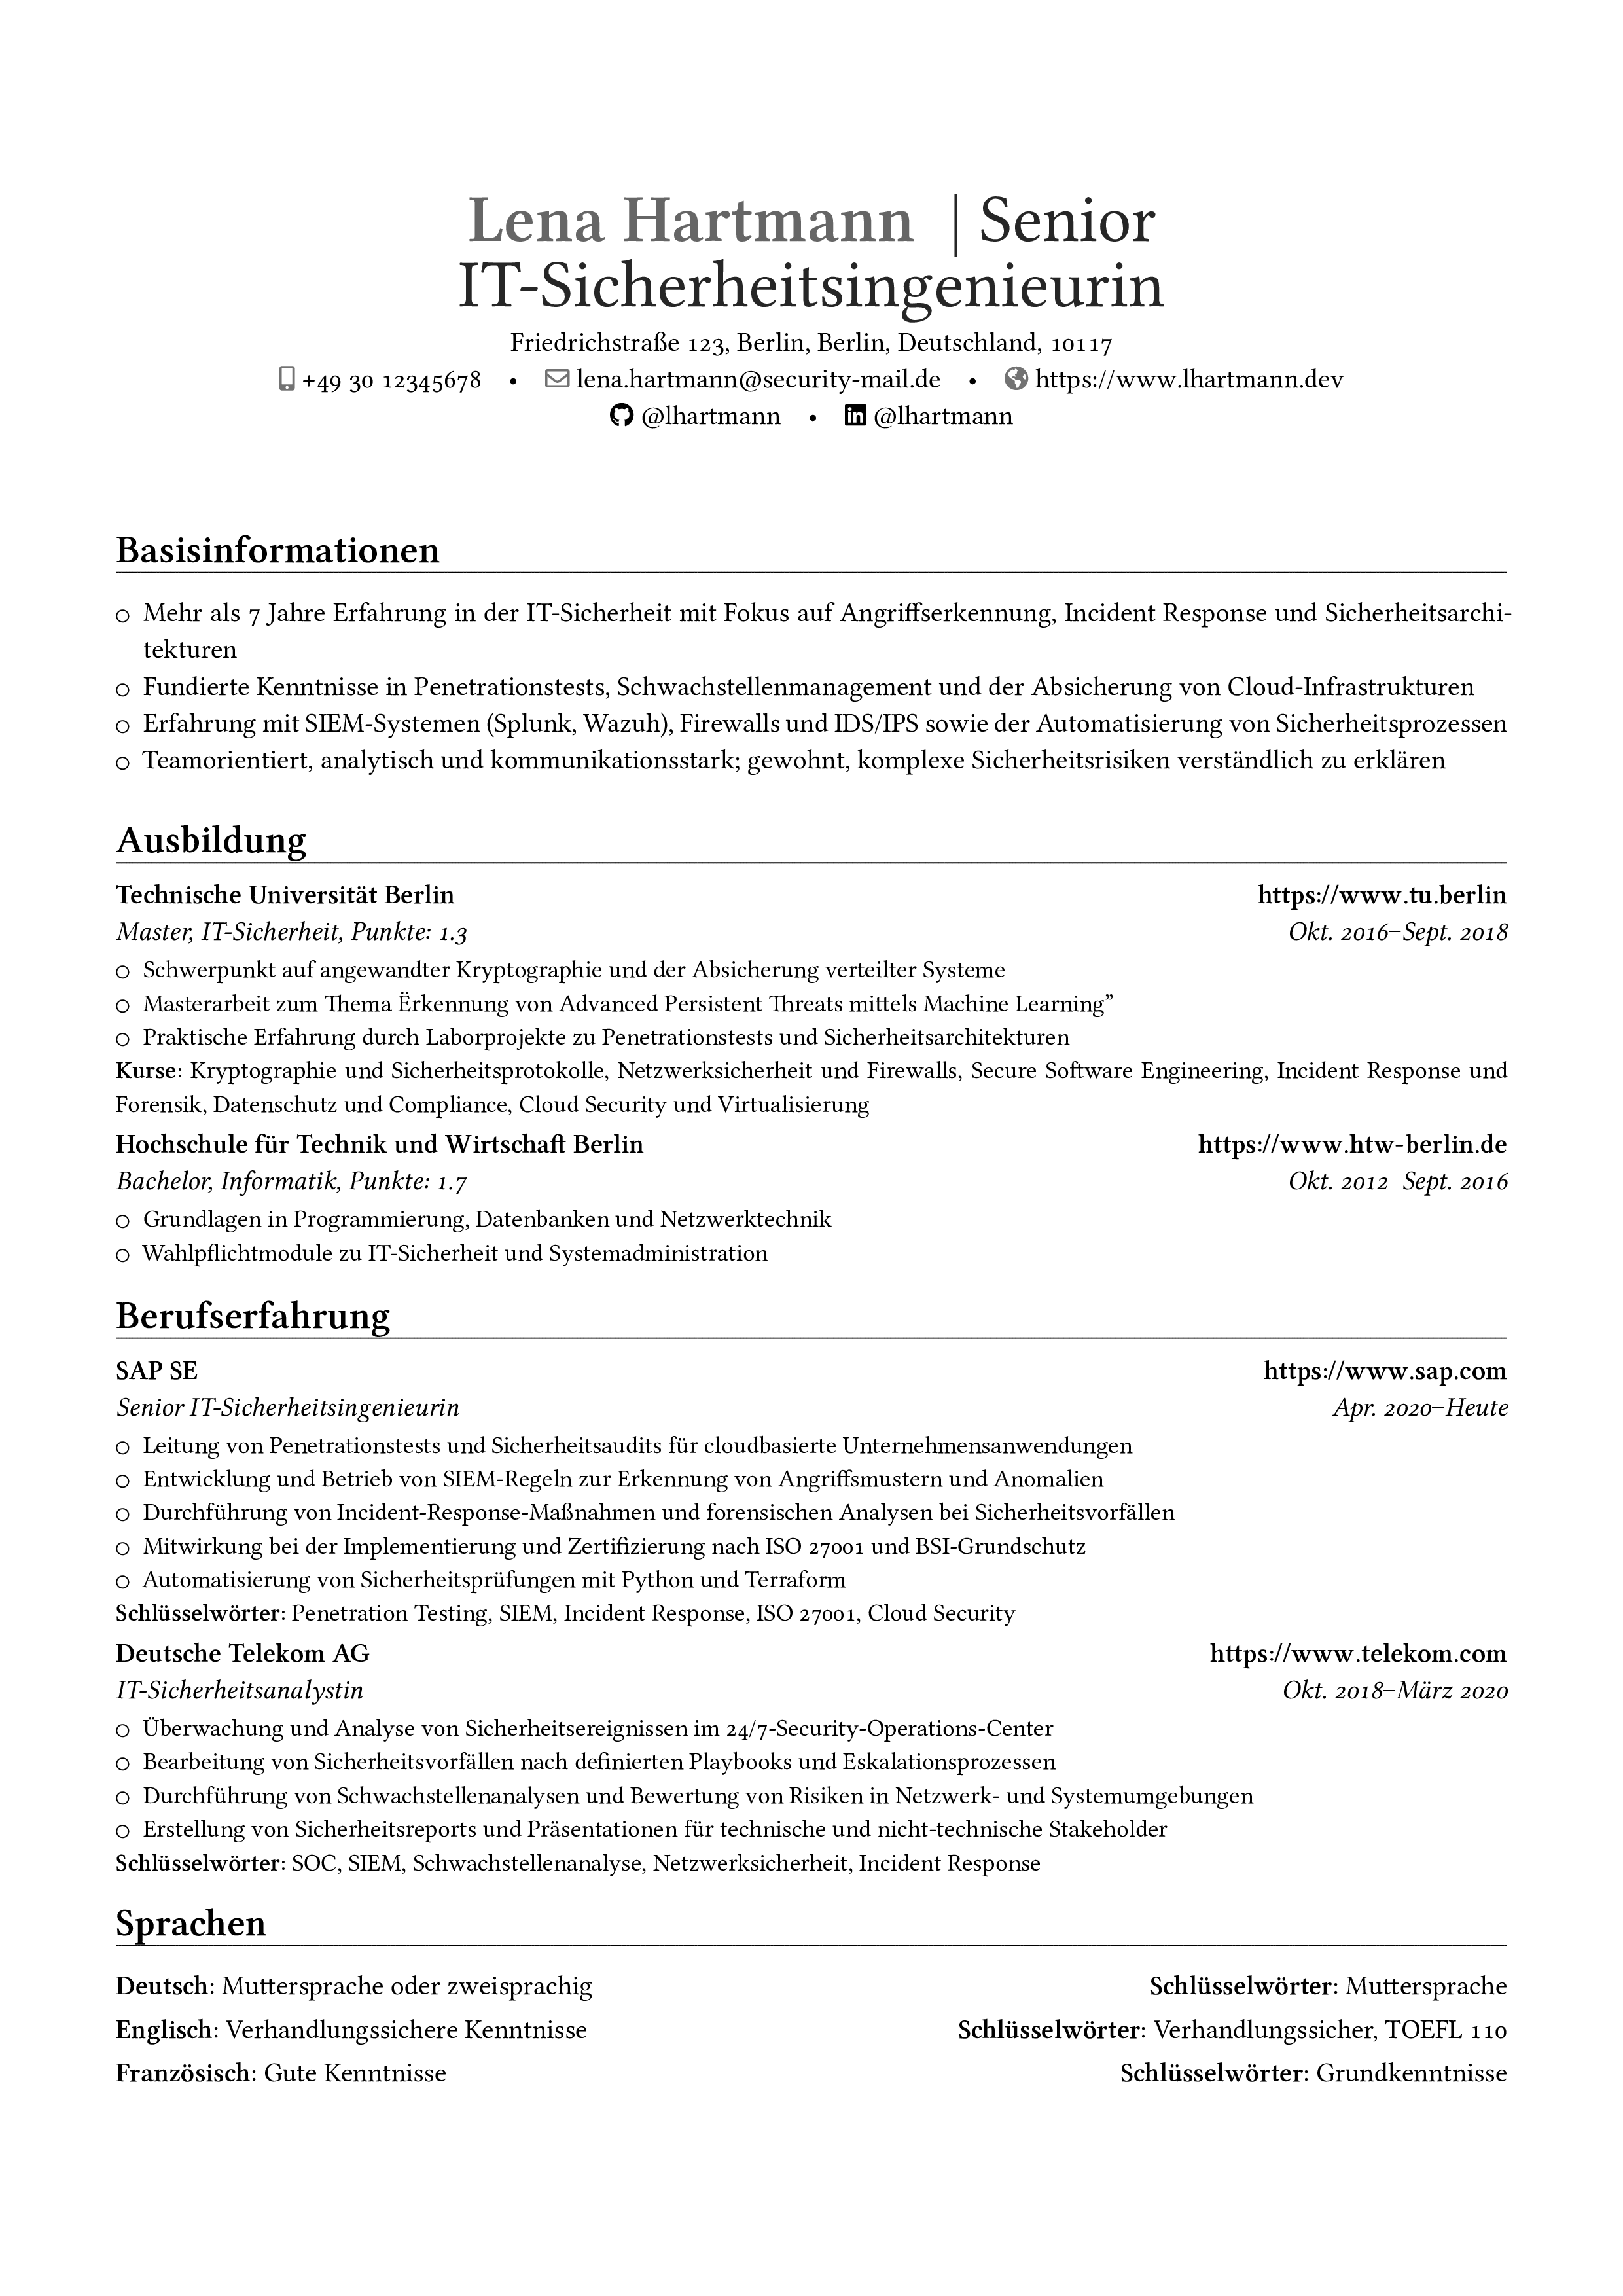 Lena Hartmann | Senior
IT-Sicherheitsingenieurin
Friedrichstraße 123, Berlin, Berlin, Deutschland, 10117
+49 30 12345678 • lena.hartmann@security-mail.de • https://www.lhartmann.dev
@lhartmann • @lhartmann
Basisinformationen
Mehr als 7 Jahre Erfahrung in der IT-Sicherheit mit Fokus auf Angriffserkennung, Incident Response und Sicherheitsarchi-
tekturen
Fundierte Kenntnisse in Penetrationstests, Schwachstellenmanagement und der Absicherung von Cloud-Infrastrukturen
Erfahrung mit SIEM-Systemen (Splunk, Wazuh), Firewalls und IDS/IPS sowie der Automatisierung von Sicherheitsprozessen
Teamorientiert, analytisch und kommunikationsstark; gewohnt, komplexe Sicherheitsrisiken verständlich zu erklären
Ausbildung
Technische Universität Berlin https://www.tu.berlin
Master, IT-Sicherheit, Punkte: 1.3 Okt. 2016–Sept. 2018
Schwerpunkt auf angewandter Kryptographie und der Absicherung verteilter Systeme
Masterarbeit zum Thema Ërkennung von Advanced Persistent Threats mittels Machine Learning”
Praktische Erfahrung durch Laborprojekte zu Penetrationstests und Sicherheitsarchitekturen
Kurse: Kryptographie und Sicherheitsprotokolle, Netzwerksicherheit und Firewalls, Secure Software Engineering, Incident Response und
Forensik, Datenschutz und Compliance, Cloud Security und Virtualisierung
Hochschule für Technik und Wirtschaft Berlin https://www.htw-berlin.de
Bachelor, Informatik, Punkte: 1.7 Okt. 2012–Sept. 2016
Grundlagen in Programmierung, Datenbanken und Netzwerktechnik
Wahlpflichtmodule zu IT-Sicherheit und Systemadministration
Berufserfahrung
SAP SE https://www.sap.com
Senior IT-Sicherheitsingenieurin Apr. 2020–Heute
Leitung von Penetrationstests und Sicherheitsaudits für cloudbasierte Unternehmensanwendungen
Entwicklung und Betrieb von SIEM-Regeln zur Erkennung von Angriffsmustern und Anomalien
Durchführung von Incident-Response-Maßnahmen und forensischen Analysen bei Sicherheitsvorfällen
Mitwirkung bei der Implementierung und Zertifizierung nach ISO 27001 und BSI-Grundschutz
Automatisierung von Sicherheitsprüfungen mit Python und Terraform
Schlüsselwörter: Penetration Testing, SIEM, Incident Response, ISO 27001, Cloud Security
Deutsche Telekom AG https://www.telekom.com
IT-Sicherheitsanalystin Okt. 2018–März 2020
Überwachung und Analyse von Sicherheitsereignissen im 24/7-Security-Operations-Center
Bearbeitung von Sicherheitsvorfällen nach definierten Playbooks und Eskalationsprozessen
Durchführung von Schwachstellenanalysen und Bewertung von Risiken in Netzwerk- und Systemumgebungen
Erstellung von Sicherheitsreports und Präsentationen für technische und nicht-technische Stakeholder
Schlüsselwörter: SOC, SIEM, Schwachstellenanalyse, Netzwerksicherheit, Incident Response
Sprachen
Deutsch: Muttersprache oder zweisprachig Schlüsselwörter: Muttersprache
Englisch: Verhandlungssichere Kenntnisse Schlüsselwörter: Verhandlungssicher, TOEFL 110
Französisch: Gute Kenntnisse Schlüsselwörter: Grundkenntnisse